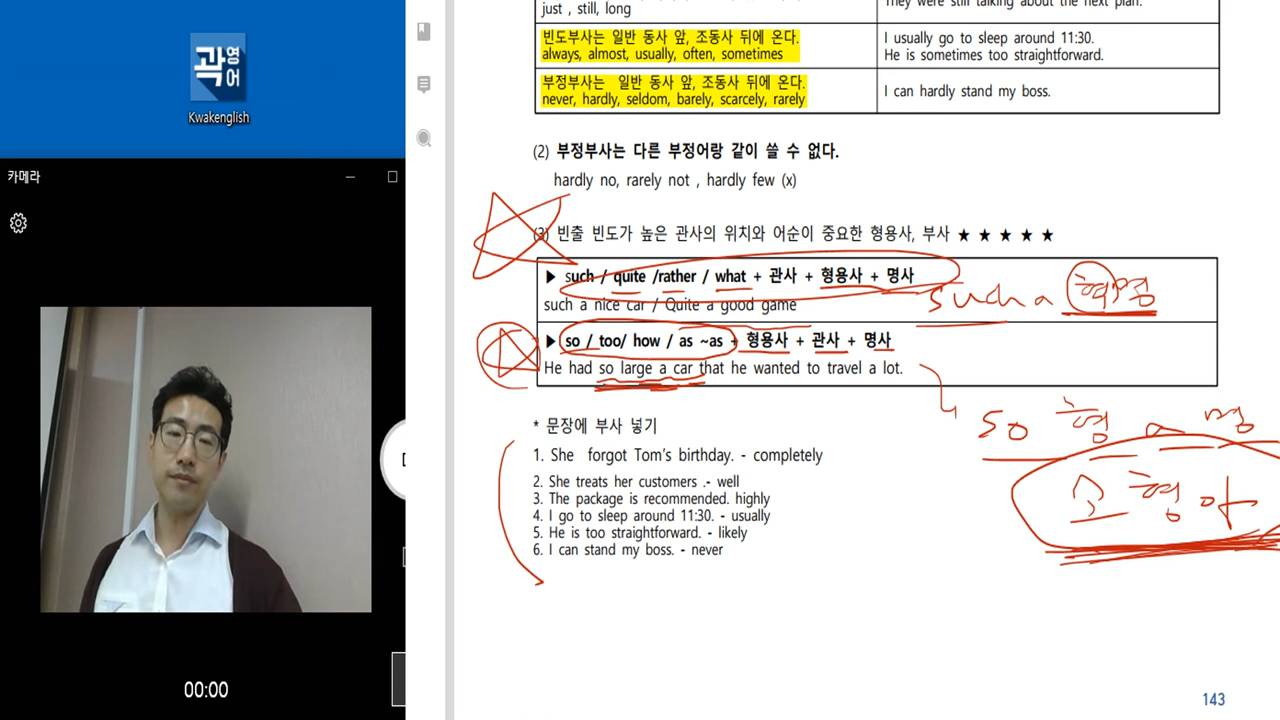 곽영어
Kwakenglish
카메라
00:00
just , still, long
They were still talking about the next plan.
빈도부사는 일반 동사 앞, 조동사 뒤에 온다.
always, almost, usually, often, sometimes
I usually go to sleep around 11:30.
He is sometimes too straightforward.
부정부사는 일반 동사 앞, 조동사 뒤에 온다.
never, hardly, seldom, barely, scarcely, rarely
I can hardly stand my boss.
(2) 부정부사는 다른 부정어랑 같이 쓸 수 없다.
hardly no, rarely not , hardly few (x)
(3) 빈출 빈도가 높은 관사의 위치와 어순이 중요한 형용사, 부사 ★ ★ ★ ★ ★
▶ such / quite /rather / what + 관사 + 형용사 + 명사
such a nice car / Quite a good game
such a 형명
▶ so / too/ how / as ~as + 형용사 + 관사 + 명사
He had so large a car that he wanted to travel a lot.
so 형 a 명
소 형 아
* 문장에 부사 넣기
1. She forgot Tom's birthday. - completely
2. She treats her customers .- well
3. The package is recommended. highly
4. I go to sleep around 11:30. - usually
5. He is too straightforward. - likely
6. I can stand my boss. - never
143